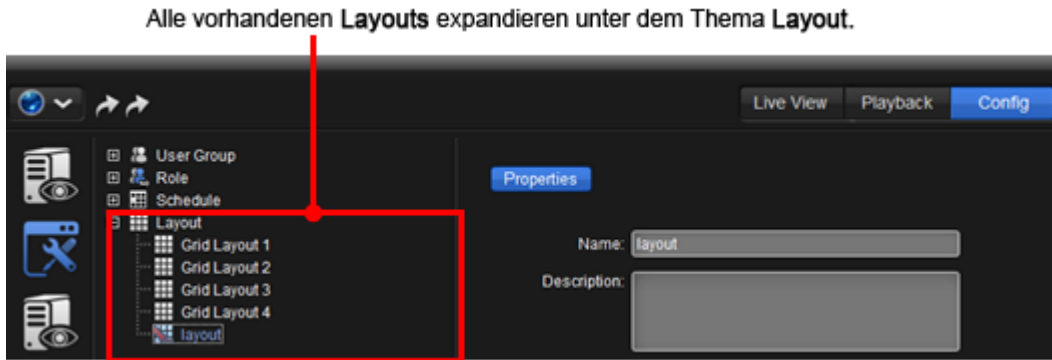 Alle vorhandenen Layouts expandieren unter dem Thema Layout.
Live View Playback Config
User Group
Role
Schedule
Layout
Grid Layout 1
Grid Layout 2
Grid Layout 3
Grid Layout 4
layout
Properties
Name: layout
Description: